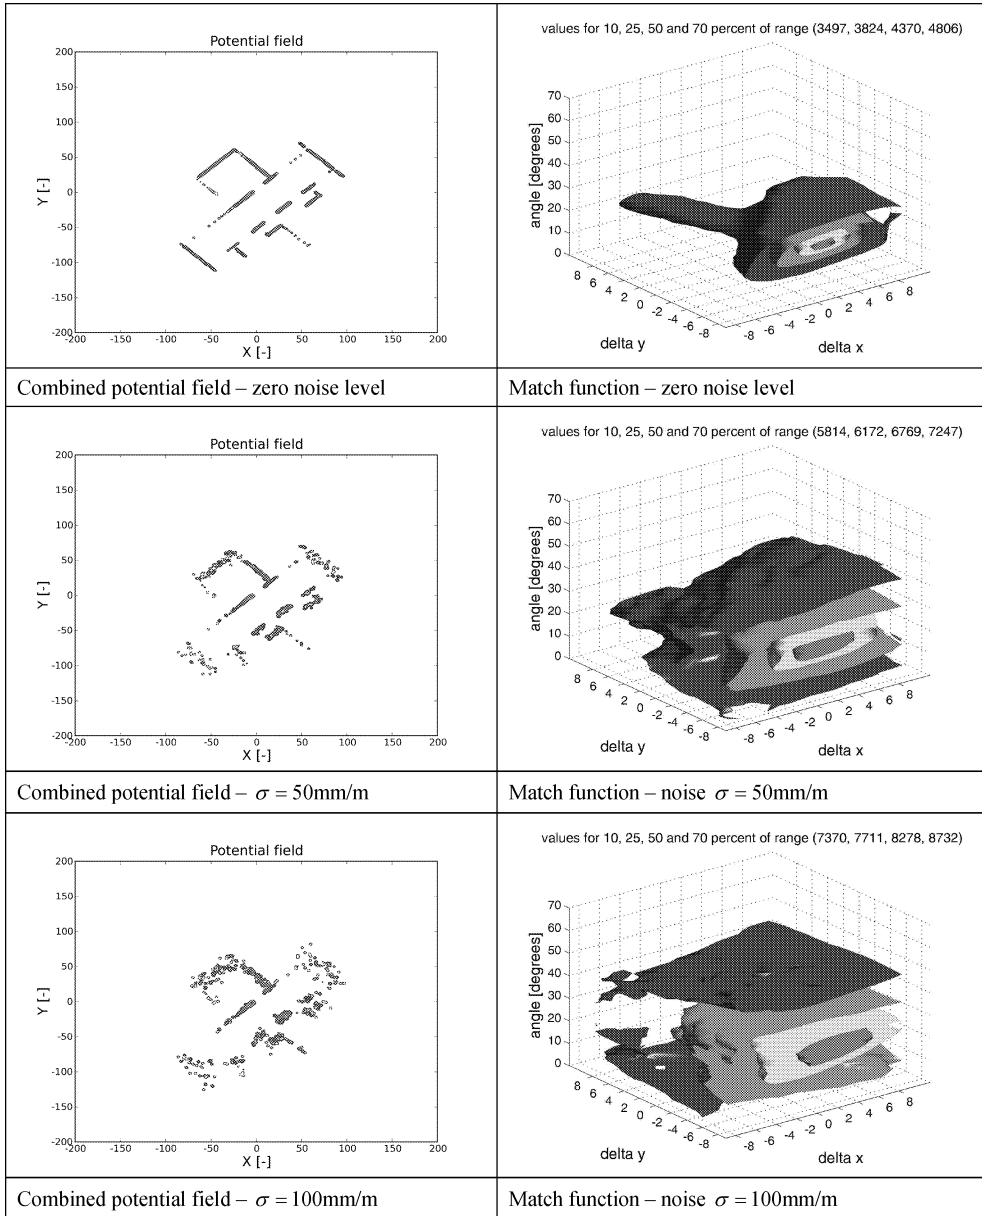 Potential field
200
150
100
50
0
-50
-100
-150
-200
-200 -150 -100 -50 0 50 100 150 200
Y [-]
X [-]
values for 10, 25, 50 and 70 percent of range (3497, 3824, 4370, 4806)
70
60
50
40
30
20
10
0
angle [degrees]
8 6 4 2 0 -2 -4 -6 -8
delta y
-8 -6 -4 -2 0 2 4 6 8
delta x
Combined potential field – zero noise level
Match function – zero noise level
Potential field
200
150
100
50
0
-50
-100
-150
-200
-200 -150 -100 -50 0 50 100 150 200
Y [-]
X [-]
values for 10, 25, 50 and 70 percent of range (5814, 6172, 6769, 7247)
70
60
50
40
30
20
10
0
angle [degrees]
8 6 4 2 0 -2 -4 -6 -8
delta y
-8 -6 -4 -2 0 2 4 6 8
delta x
Combined potential field – σ = 50mm/m
Match function – noise σ = 50mm/m
Potential field
200
150
100
50
0
-50
-100
-150
-200
-200 -150 -100 -50 0 50 100 150 200
Y [-]
X [-]
values for 10, 25, 50 and 70 percent of range (7370, 7711, 8278, 8732)
70
60
50
40
30
20
10
0
angle [degrees]
8 6 4 2 0 -2 -4 -6 -8
delta y
-8 -6 -4 -2 0 2 4 6 8
delta x
Combined potential field – σ = 100mm/m
Match function – noise σ = 100mm/m